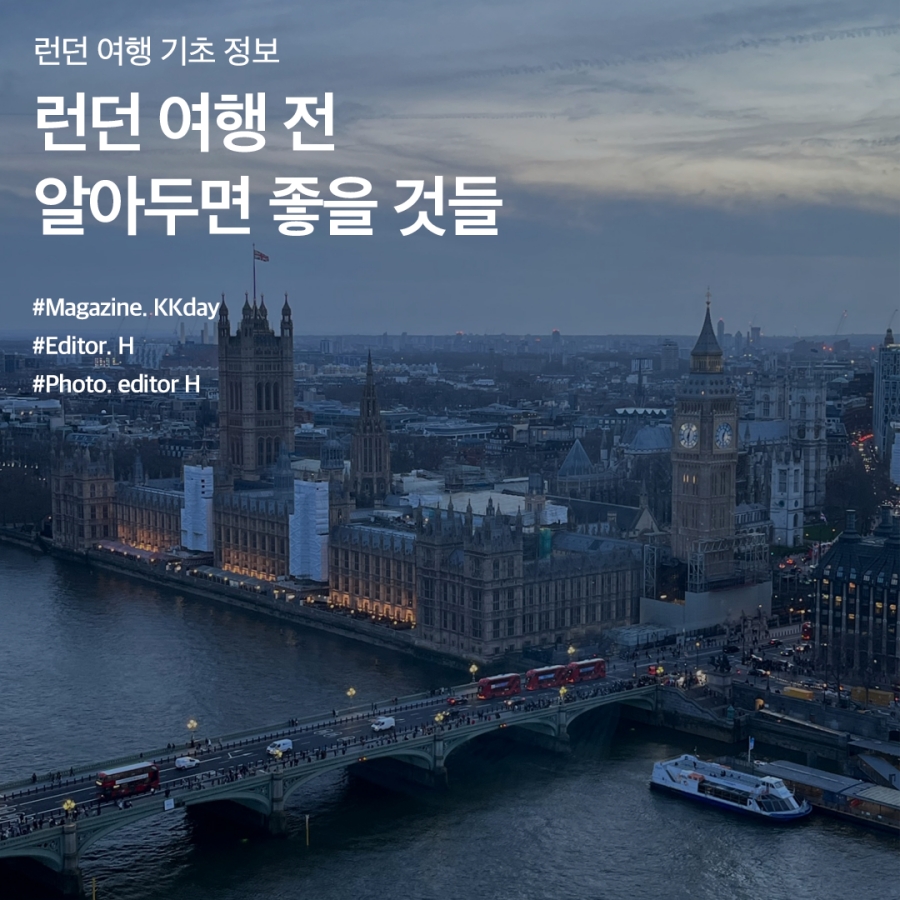 런던 여행 기초 정보
런던 여행 전
알아두면 좋을 것들
#Magazine. KKday
#Editor. H
#Photo. editor H